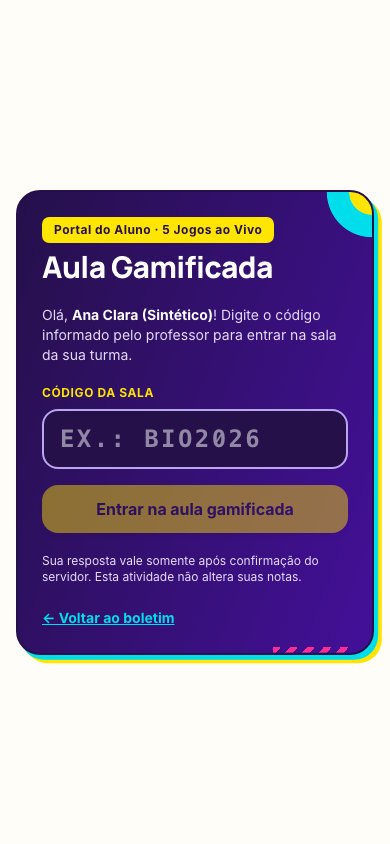 Portal do Aluno · 5 Jogos ao Vivo
Aula Gamificada
Olá, Ana Clara (Sintético)! Digite o código
informado pelo professor para entrar na sala
da sua turma.
CÓDIGO DA SALA
EX.: BIO2026
Entrar na aula gamificada
Sua resposta vale somente após confirmação do
servidor. Esta atividade não altera suas notas.
← Voltar ao boletim